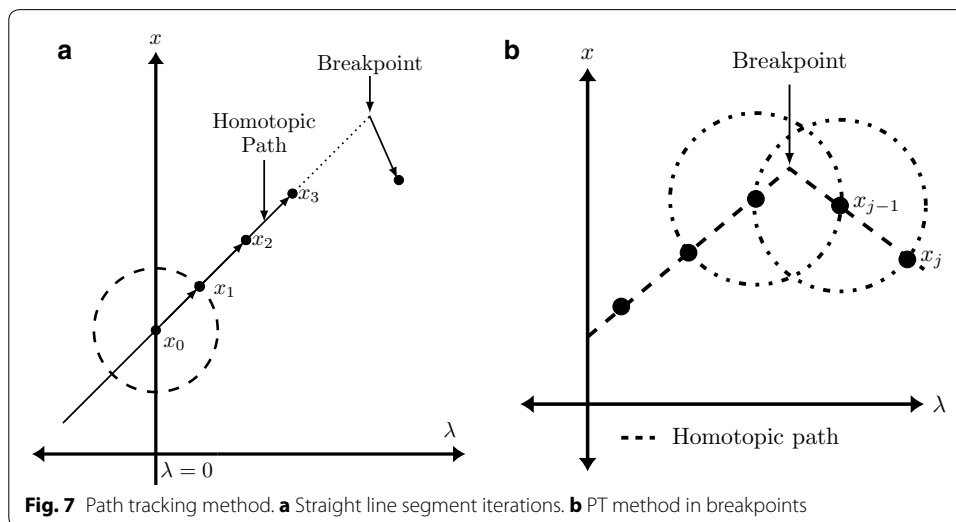 a
x
Breakpoint
Homotopic
Path
x₃
x₂
x₁
x₀
λ
λ = 0
b
x
Breakpoint
xⱼ₋₁
xⱼ
λ
Homotopic path
Fig. 7 Path tracking method. a Straight line segment iterations. b PT method in breakpoints